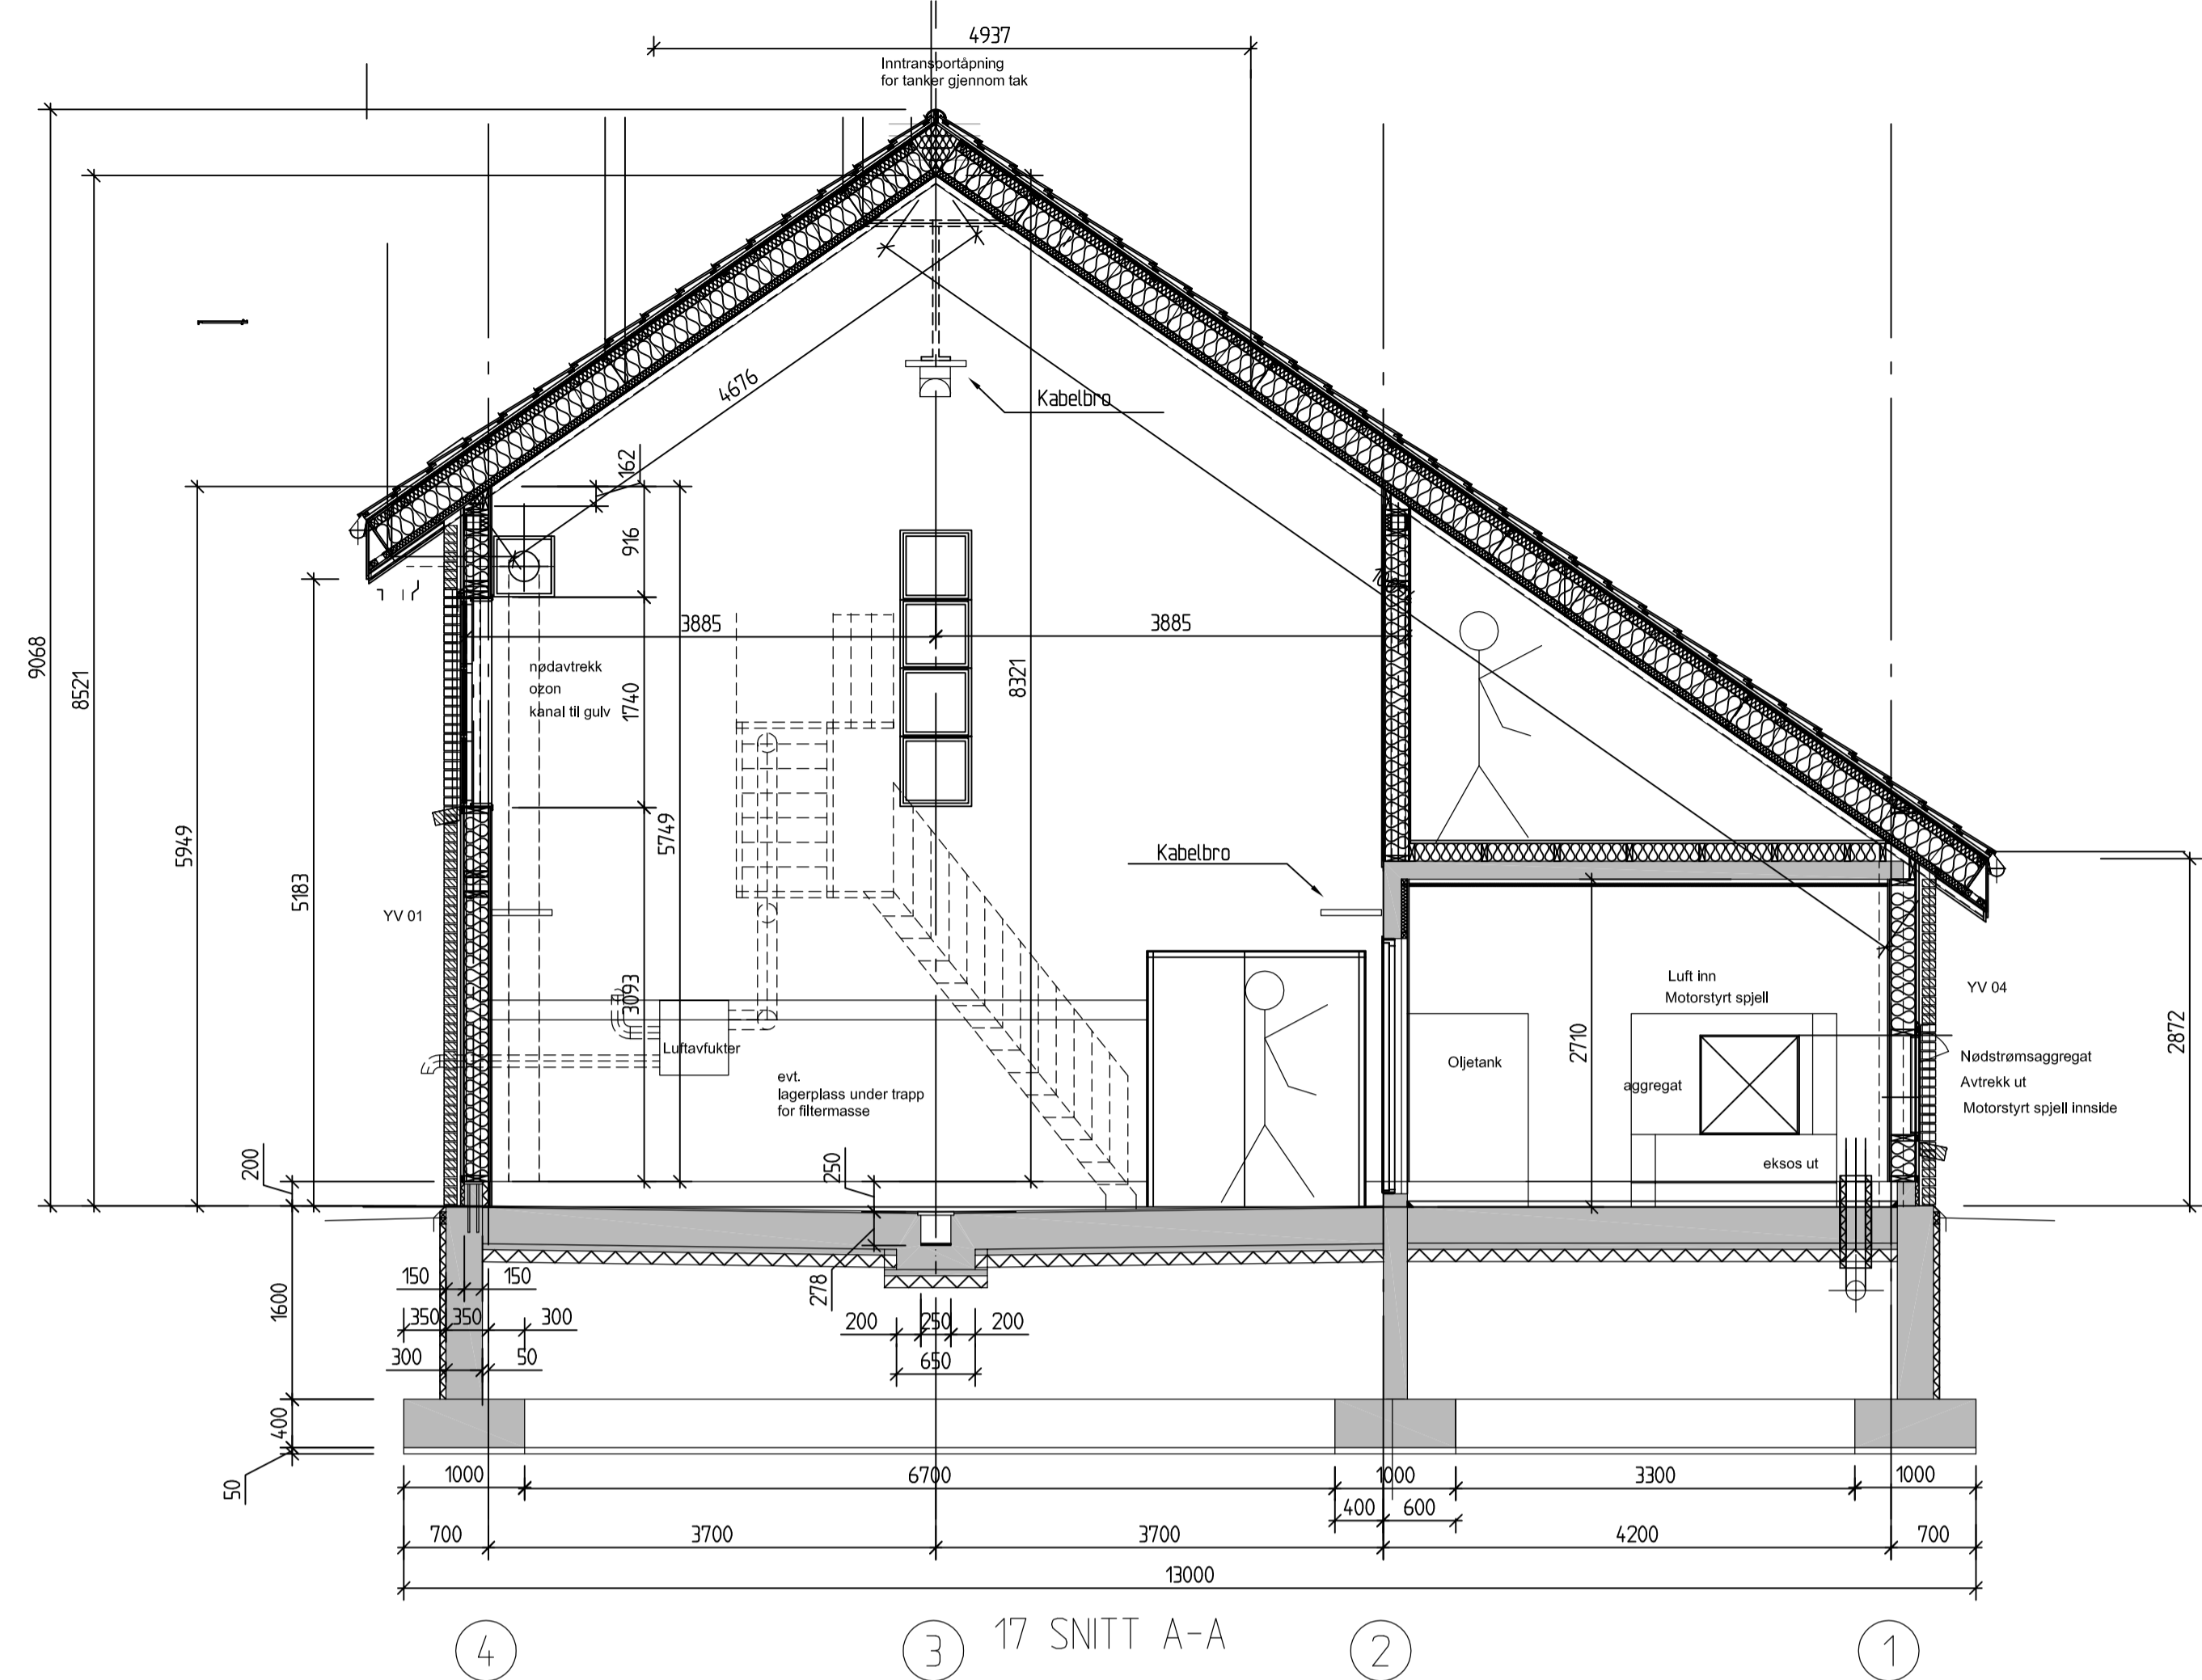 4937
Inntransportåpning
for tanker gjennom tak
9068
8521
5949
5183
4676
Kabelbro
162
916
3885
3885
nødavtrekk
ozon
kanal til gulv
1740
8321
5749
Kabelbro
YV 01
3093
Luftavfukter
evt.
lagerplass under trapp
for filtermasse
Luft inn
Motorstyrt spjell
YV 04
2710
Oljetank
aggregat
Nødstrømsaggregat
Avtrekk ut
Motorstyrt spjell innside
2872
eksos ut
200
250
278
1600
150
150
350
350
300
300
50
200
250
200
650
400
50
1000
6700
1000
3300
1000
400
600
700
3700
3700
4200
700
13000
4
3
17 SNITT A-A
2
1